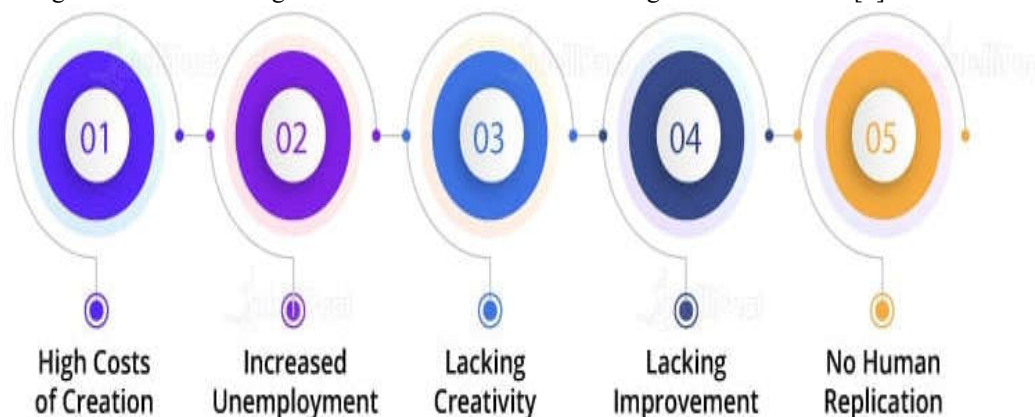 01 02 03 04 05
High Costs Increased Lacking Lacking No Human
of Creation Unemployment Creativity Improvement Replication